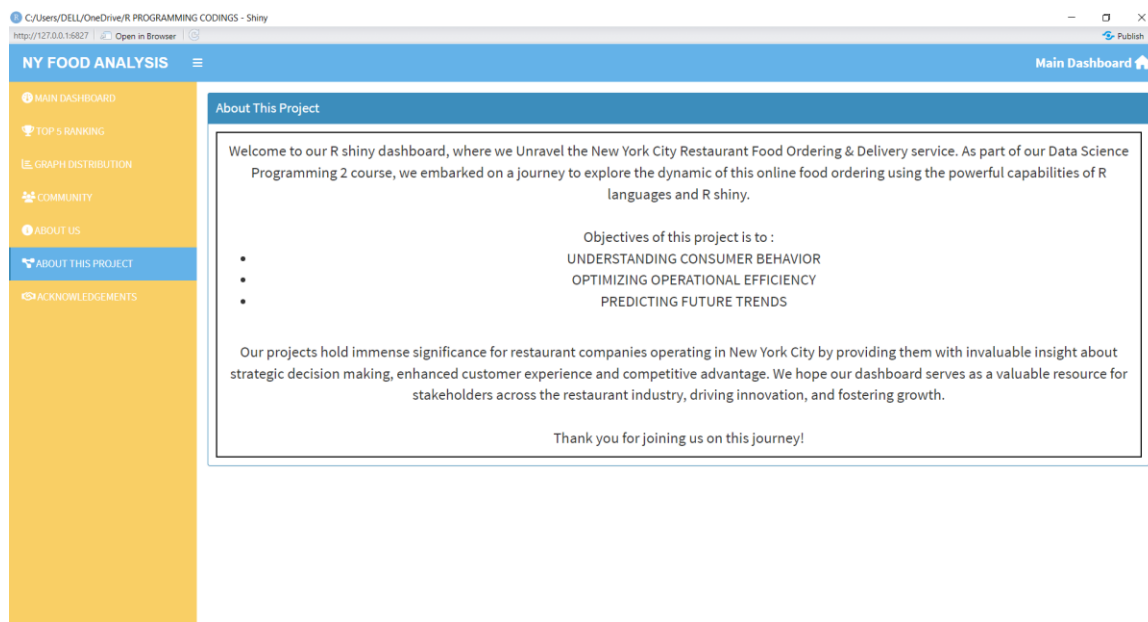 C:/Users/DELL/OneDrive/R PROGRAMMING CODINGS - Shiny
http://127.0.0.1:6827 Open in Browser Publish
NY FOOD ANALYSIS Main Dashboard
MAIN DASHBOARD
TOP 5 RANKING
GRAPH DISTRIBUTION
COMMUNITY
ABOUT US
ABOUT THIS PROJECT
ACKNOWLEDGEMENTS
About This Project
Welcome to our R shiny dashboard, where we Unravel the New York City Restaurant Food Ordering & Delivery service. As part of our Data Science
Programming 2 course, we embarked on a journey to explore the dynamic of this online food ordering using the powerful capabilities of R
languages and R shiny.
Objectives of this project is to :
• UNDERSTANDING CONSUMER BEHAVIOR
• OPTIMIZING OPERATIONAL EFFICIENCY
• PREDICTING FUTURE TRENDS
Our projects hold immense significance for restaurant companies operating in New York City by providing them with invaluable insight about
strategic decision making, enhanced customer experience and competitive advantage. We hope our dashboard serves as a valuable resource for
stakeholders across the restaurant industry, driving innovation, and fostering growth.
Thank you for joining us on this journey!